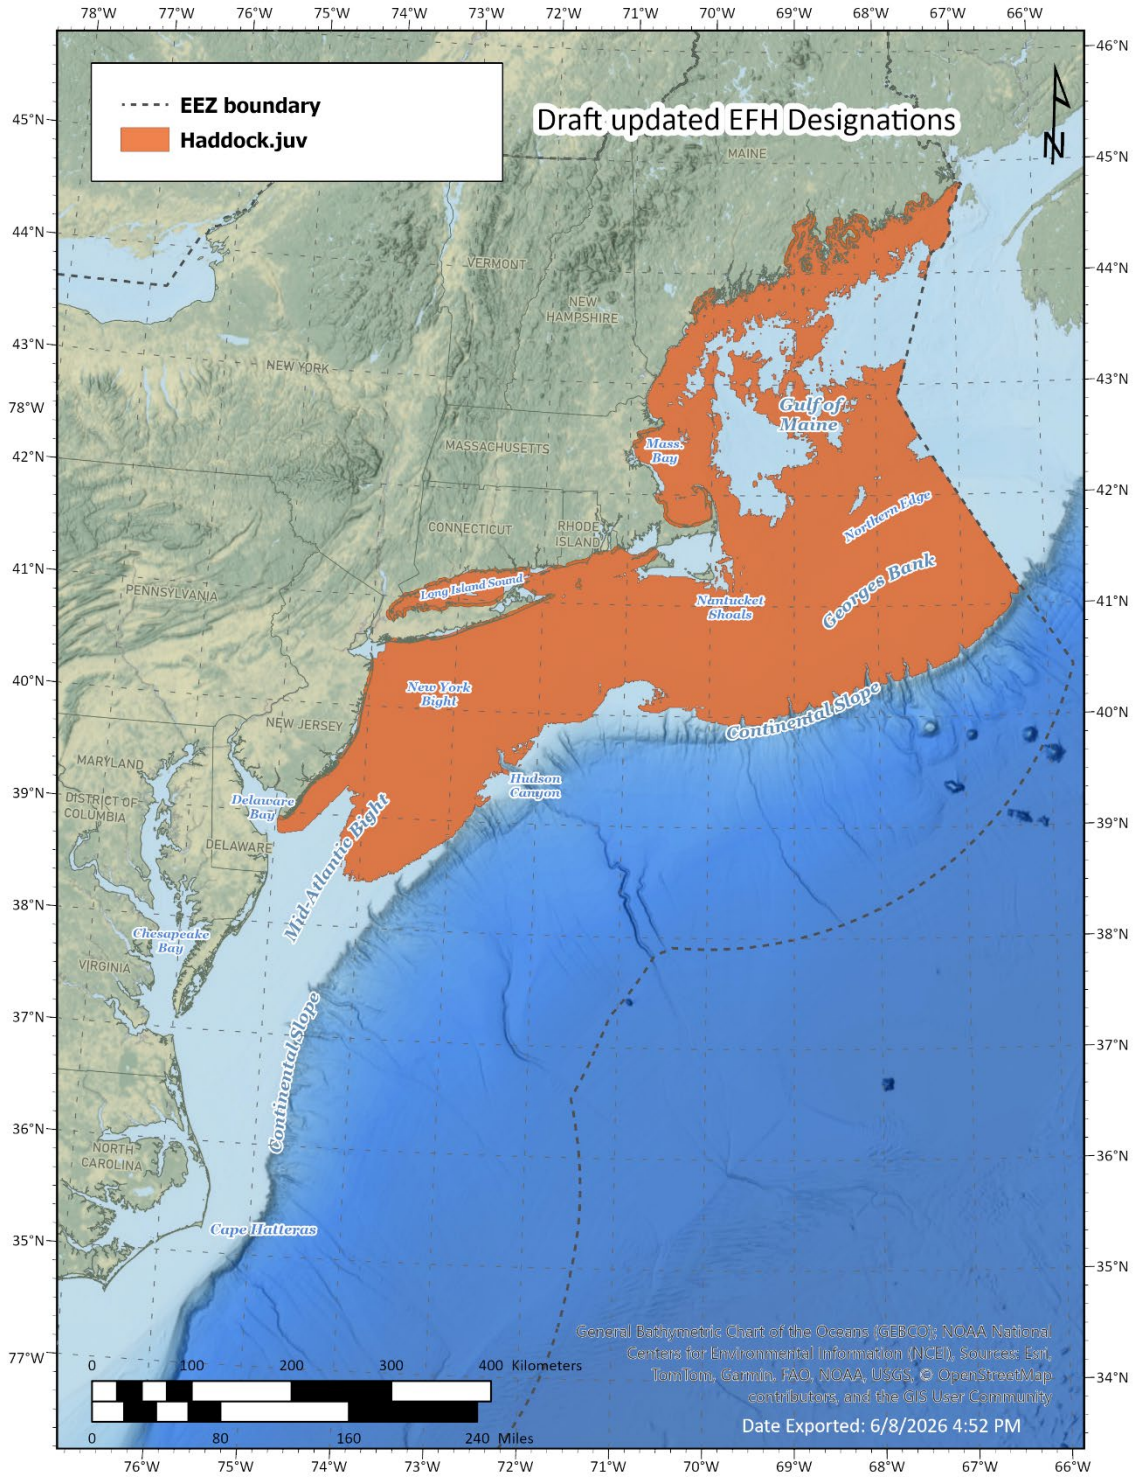 78°W 77°W 76°W 75°W 74°W 73°W 72°W 71°W 70°W 69°W 68°W 67°W 66°W
EEZ boundary
Haddock.juv
Draft updated EFH Designations
N
46°N
45°N
45°N
MAINE
44°N
44°N
VERMONT
NEW
HAMPSHIRE
43°N
43°N
NEW YORK
78°W
Gulf of
Maine
MASSACHUSETTS
Mass.
Bay
42°N
42°N
Northern Edge
CONNECTICUT
RHODE
ISLAND
41°N
41°N
Long Island Sound
PENNSYLVANIA
Georges Bank
Nantucket
Shoals
40°N
40°N
New York
Bight
Continental Slope
NEW JERSEY
MARYLAND
Hudson
Canyon
39°N
39°N
DISTRICT OF
COLUMBIA
Delaware
Bay
DELAWARE
Mid-Atlantic Bight
38°N
38°N
Chesapeake
Bay
VIRGINIA
37°N
37°N
Continental Slope
36°N
36°N
NORTH
CAROLINA
Cape Hatteras
35°N
35°N
34°N
77°W
General Bathymetric Chart of the Oceans (GEBCO); NOAA National
Centers for Environmental Information (NCEI), Sources: Esri,
TomTom, Garmin, FAO, NOAA, USGS, © OpenStreetMap
contributors, and the GIS User Community
0 100 200 300 400 Kilometers
0 80 160 240 Miles
Date Exported: 6/8/2026 4:52 PM
76°W 75°W 74°W 73°W 72°W 71°W 70°W 69°W 68°W 67°W 66°W